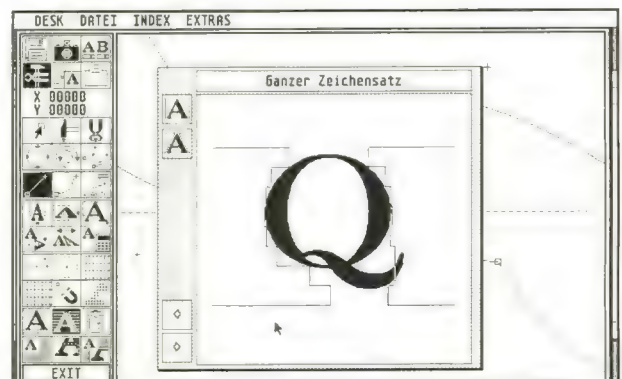 DESK DATEI INDEX EXTRAS
AB
A
X 00000
Y 00000
Ganzer Zeichensatz
A
A
Q
A A
A A
A A
A A
EXIT